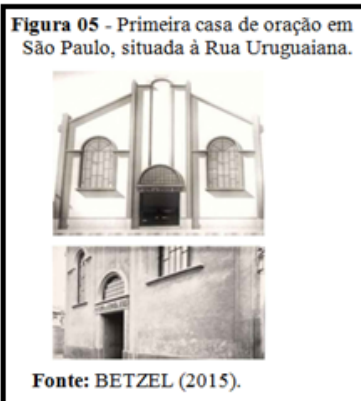 Figura 05 - Primeira casa de oração em
São Paulo, situada à Rua Uruguaiana.
Fonte: BETZEL (2015).